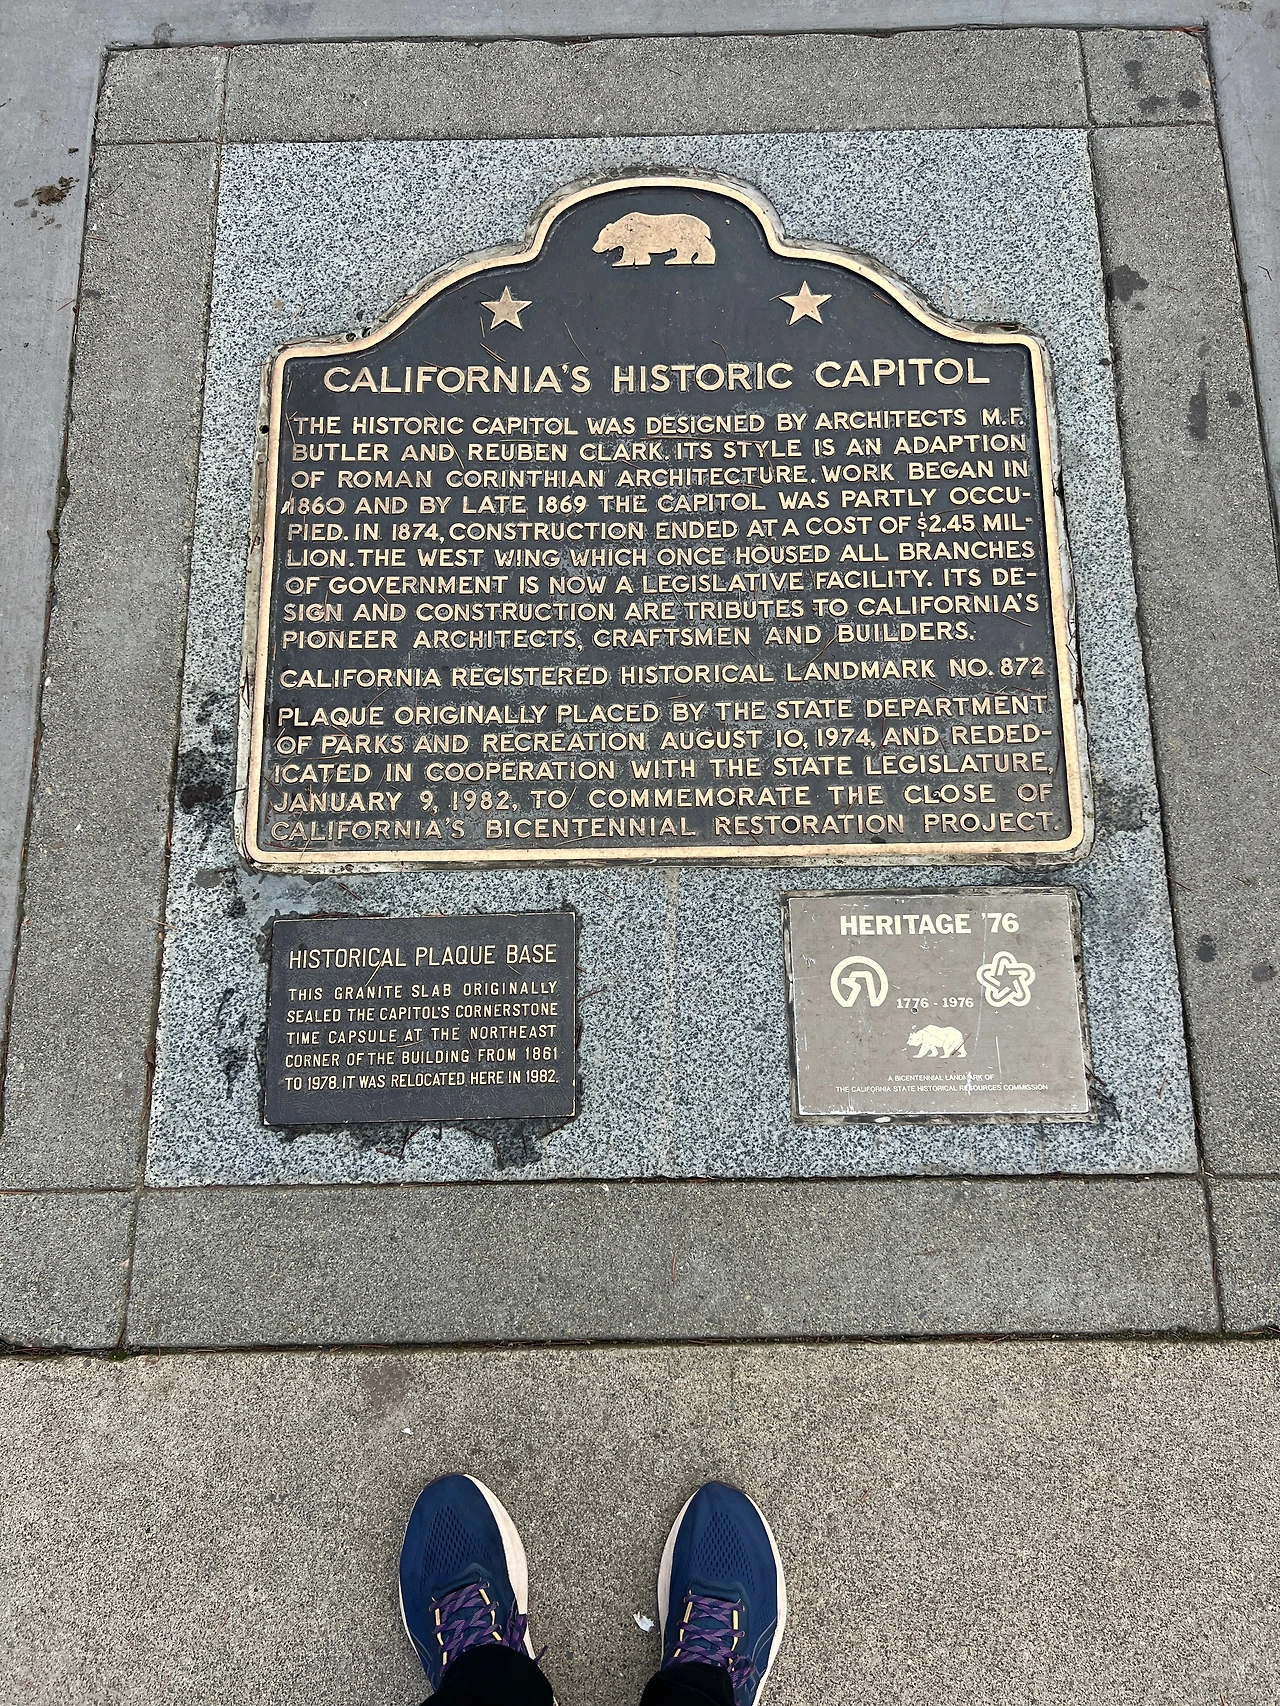 CALIFORNIA'S HISTORIC CAPITOL
THE HISTORIC CAPITOL WAS DESIGNED BY ARCHITECTS M.F.
BUTLER AND REUBEN CLARK. ITS STYLE IS AN ADAPTION
OF ROMAN CORINTHIAN ARCHITECTURE. WORK BEGAN IN
1860 AND BY LATE 1869 THE CAPITOL WAS PARTLY OCCU-
PIED. IN 1874, CONSTRUCTION ENDED AT A COST OF $2.45 MIL-
LION. THE WEST WING WHICH ONCE HOUSED ALL BRANCHES
OF GOVERNMENT IS NOW A LEGISLATIVE FACILITY. ITS DE-
SIGN AND CONSTRUCTION ARE TRIBUTES TO CALIFORNIA'S
PIONEER ARCHITECTS, CRAFTSMEN AND BUILDERS.
CALIFORNIA REGISTERED HISTORICAL LANDMARK NO. 872
PLAQUE ORIGINALLY PLACED BY THE STATE DEPARTMENT
OF PARKS AND RECREATION AUGUST 10, 1974, AND REDED-
ICATED IN COOPERATION WITH THE STATE LEGISLATURE,
JANUARY 9, 1982, TO COMMEMORATE THE CLOSE OF
CALIFORNIA'S BICENTENNIAL RESTORATION PROJECT.
HISTORICAL PLAQUE BASE
THIS GRANITE SLAB ORIGINALLY
SEALED THE CAPITOL'S CORNERSTONE
TIME CAPSULE AT THE NORTHEAST
CORNER OF THE BUILDING FROM 1861
TO 1978. IT WAS RELOCATED HERE IN 1982.
HERITAGE '76
1776 - 1976
A BICENTENNIAL LANDMARK OF
THE CALIFORNIA STATE HISTORICAL RESOURCES COMMISSION